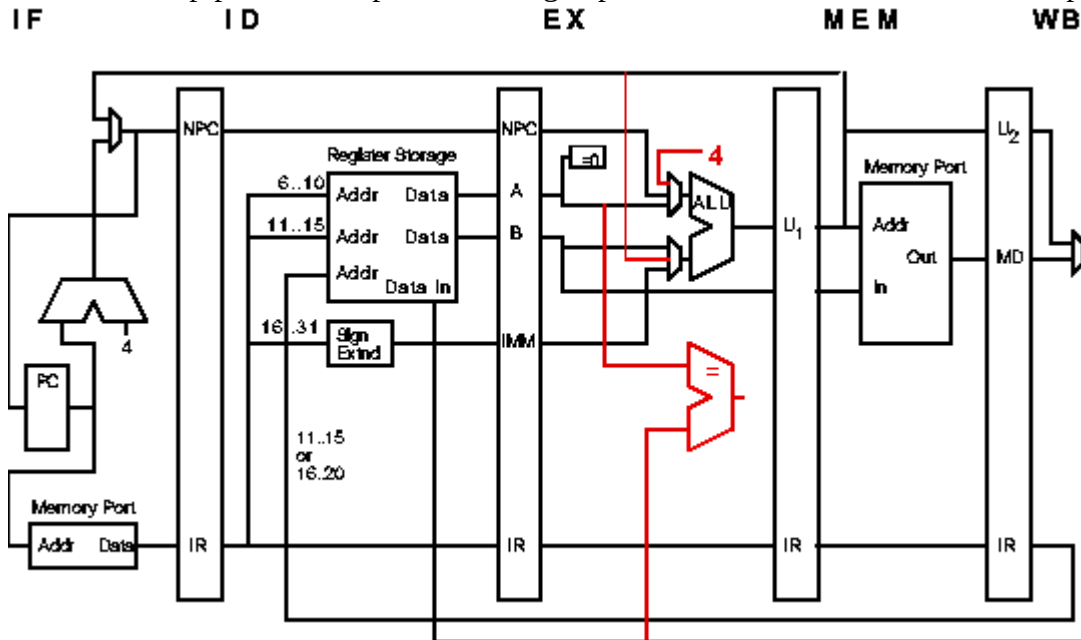 IF ID EX MEM WB
NPC NPC U2
Register Storage =0 4 Memory Port
6..10 Addr Data A ALU
11..15 Addr Data B U1 Addr
Addr Out MD
Data In In
16..31 Sign Extnd IMM
4
PC =
11..15
or
16..20
Memory Port
Addr Data IR IR IR IR